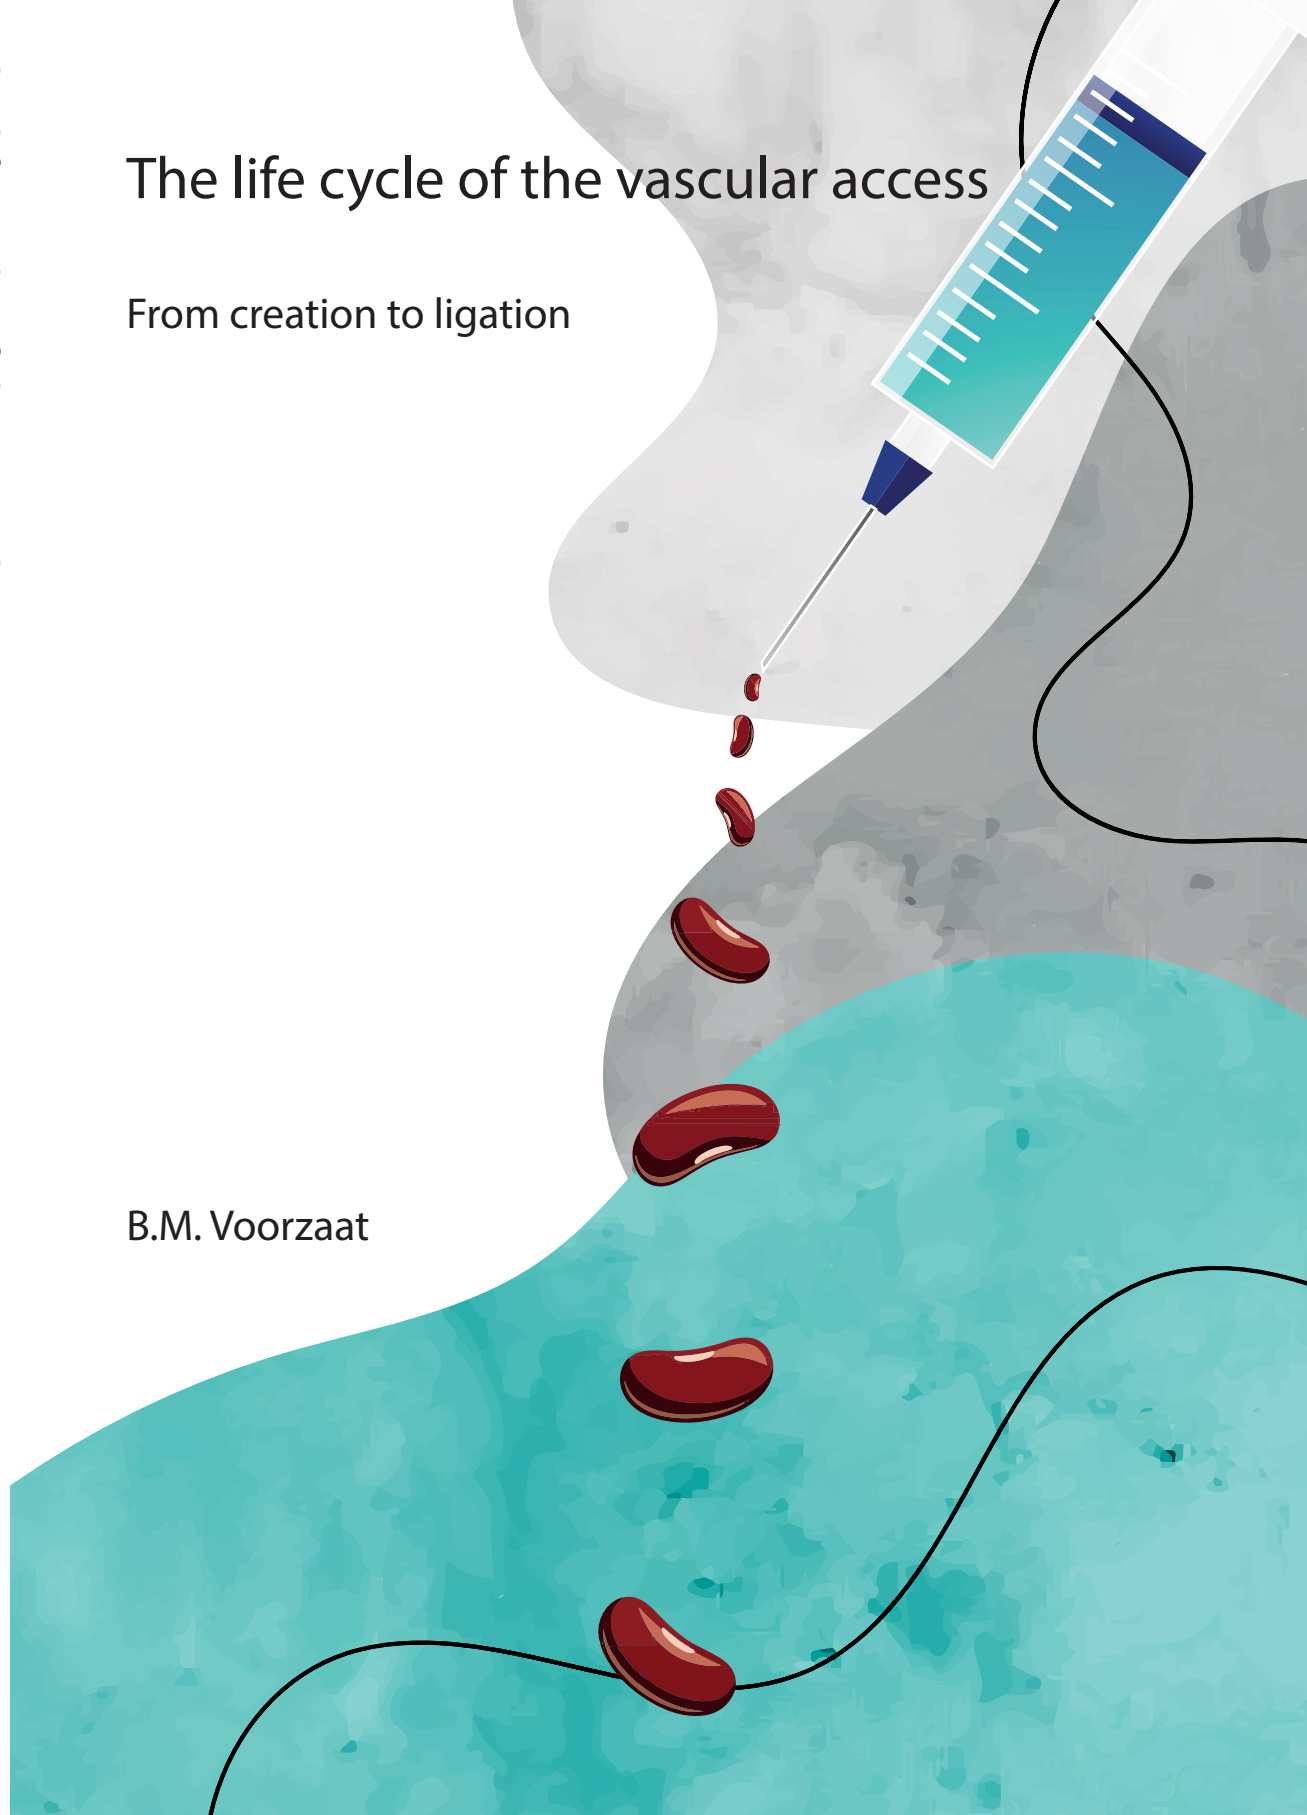 The life cycle of the vascular access
From creation to ligation
B.M. Voorzaat